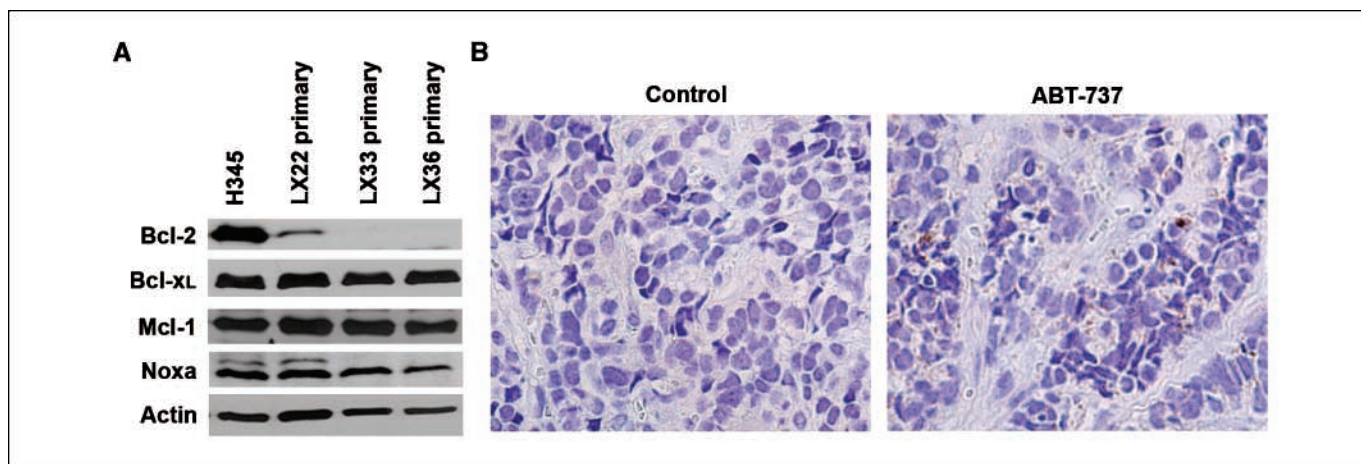 A
B
H345
LX22 primary
LX33 primary
LX36 primary
Control
ABT-737
Bcl-2
Bcl-xL
Mcl-1
Noxa
Actin